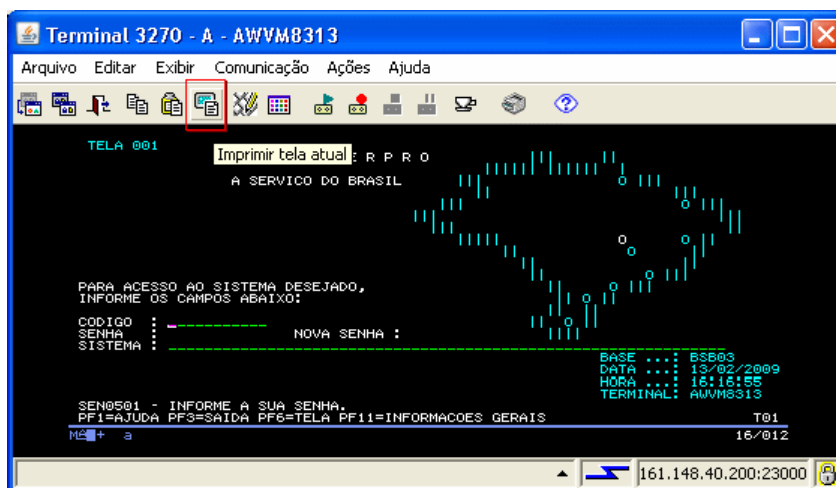 Terminal 3270 - A - AWVM8313
Arquivo Editar Exibir Comunicação Ações Ajuda
TELA 001
Imprimir tela atual
E R P R O
A SERVICO DO BRASIL
PARA ACESSO AO SISTEMA DESEJADO,
INFORME OS CAMPOS ABAIXO:
CODIGO :
SENHA : NOVA SENHA :
SISTEMA :
BASE ...: BSB03
DATA ...: 13/02/2009
HORA ...: 16:16:55
TERMINAL: AWVM8313
SEN0501 - INFORME A SUA SENHA.
PF1=AJUDA PF3=SAIDA PF6=TELA PF11=INFORMACOES GERAIS T01
a 16/012
161.148.40.200:23000